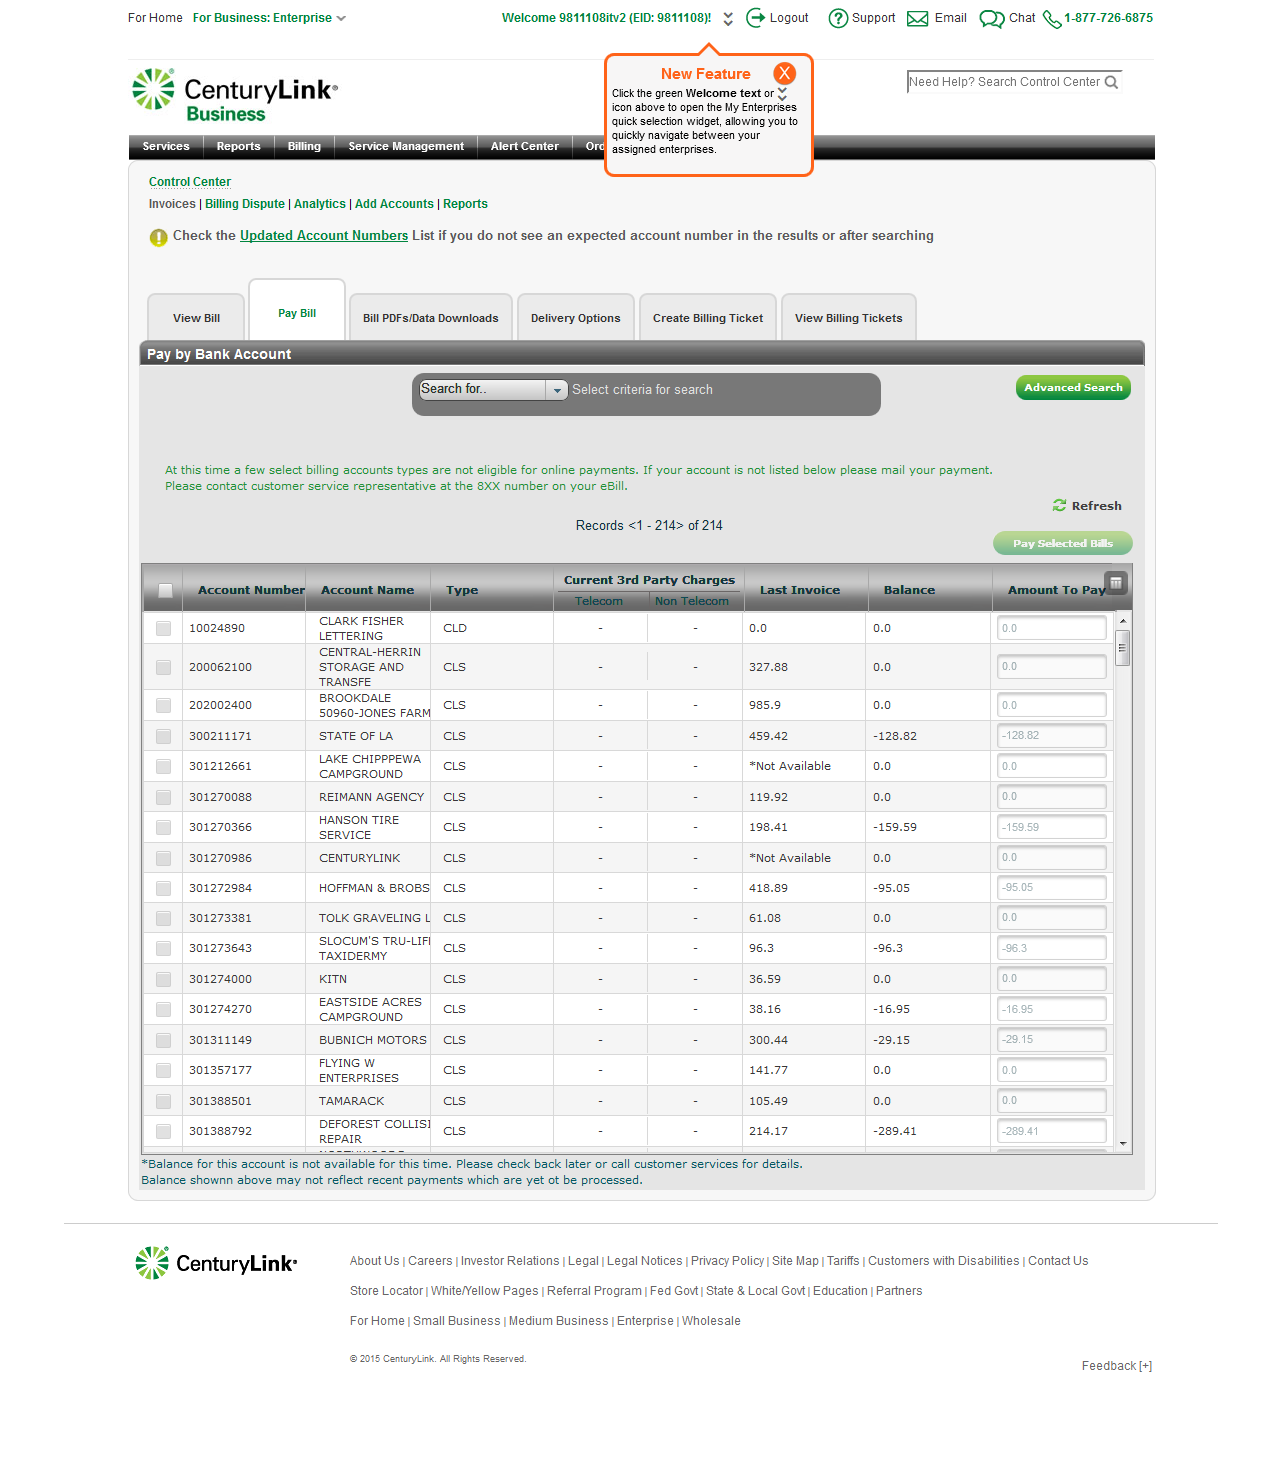 For Home For Business: Enterprise Welcome 9811108itv2 (EID: 9811108)! Logout Support Email Chat 1-877-726-6875
New Feature X
Click the green Welcome text or
icon above to open the My Enterprises
quick selection widget, allowing you to
quickly navigate between your
assigned enterprises.
CenturyLink®
Business
Need Help? Search Control Center
Services Reports Billing Service Management Alert Center
Control Center
Invoices | Billing Dispute | Analytics | Add Accounts | Reports
Check the Updated Account Numbers List if you do not see an expected account number in the results or after searching
View Bill Pay Bill Bill PDFs/Data Downloads Delivery Options Create Billing Ticket View Billing Tickets
Pay by Bank Account
Search for.. Select criteria for search Advanced Search
At this time a few select billing accounts types are not eligible for online payments. If your account is not listed below please mail your payment.
Please contact customer service representative at the 8XX number on your eBill.
Refresh
Records <1 - 214> of 214
Pay Selected Bills
Account Number Account Name Type Current 3rd Party Charges Last Invoice Balance Amount To Pay
Telecom Non Telecom
10024890 CLARK FISHER LETTERING CLD - - 0.0 0.0 0.0
200062100 CENTRAL-HERRIN STORAGE AND TRANSFE CLS - - 327.88 0.0 0.0
202002400 BROOKDALE 50960-JONES FARM CLS - - 985.9 0.0 0.0
300211171 STATE OF LA CLS - - 459.42 -128.82 -128.82
301212661 LAKE CHIPPPEWA CAMPGROUND CLS - - *Not Available 0.0 0.0
301270088 REIMANN AGENCY CLS - - 119.92 0.0 0.0
301270366 HANSON TIRE SERVICE CLS - - 198.41 -159.59 -159.59
301270986 CENTURYLINK CLS - - *Not Available 0.0 0.0
301272984 HOFFMAN & BROBS CLS - - 418.89 -95.05 -95.05
301273381 TOLK GRAVELING L CLS - - 61.08 0.0 0.0
301273643 SLOCUM'S TRU-LIF TAXIDERMY CLS - - 96.3 -96.3 -96.3
301274000 KITN CLS - - 36.59 0.0 0.0
301274270 EASTSIDE ACRES CAMPGROUND CLS - - 38.16 -16.95 -16.95
301311149 BUBNICH MOTORS CLS - - 300.44 -29.15 -29.15
301357177 FLYING W ENTERPRISES CLS - - 141.77 0.0 0.0
301388501 TAMARACK CLS - - 105.49 0.0 0.0
301388792 DEFOREST COLLISI REPAIR CLS - - 214.17 -289.41 -289.41
*Balance for this account is not available for this time. Please check back later or call customer services for details.
Balance shownn above may not reflect recent payments which are yet ot be processed.
CenturyLink®
About Us | Careers | Investor Relations | Legal | Legal Notices | Privacy Policy | Site Map | Tariffs | Customers with Disabilities | Contact Us
Store Locator | White/Yellow Pages | Referral Program | Fed Govt | State & Local Govt | Education | Partners
For Home | Small Business | Medium Business | Enterprise | Wholesale
© 2015 CenturyLink. All Rights Reserved.
Feedback [+]